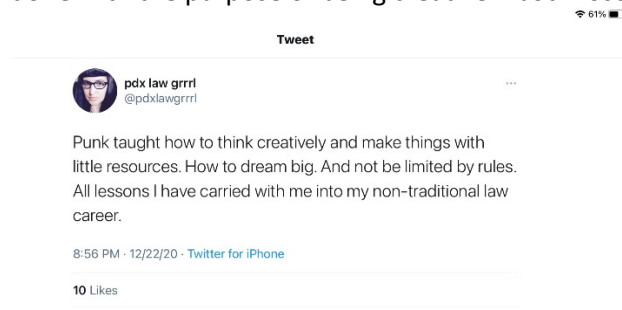 61%
Tweet
pdx law grrrl
@pdxlawgrrrl
Punk taught how to think creatively and make things with
little resources. How to dream big. And not be limited by rules.
All lessons I have carried with me into my non-traditional law
career.
8:56 PM · 12/22/20 · Twitter for iPhone
10 Likes